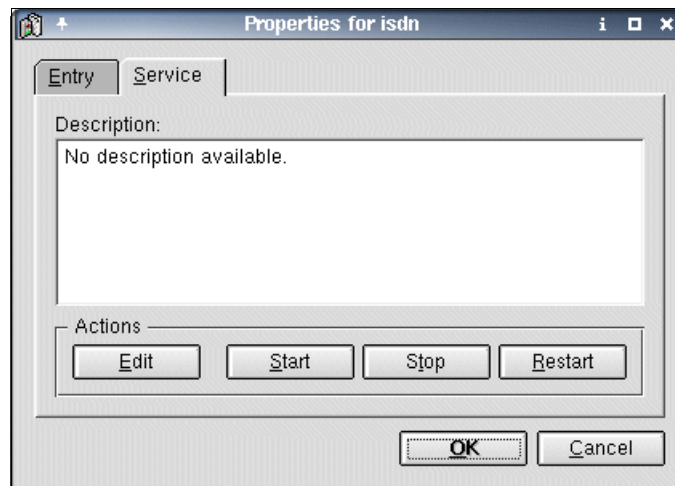 Properties for isdn
Entry Service
Description:
No description available.
Actions
Edit Start Stop Restart
OK Cancel